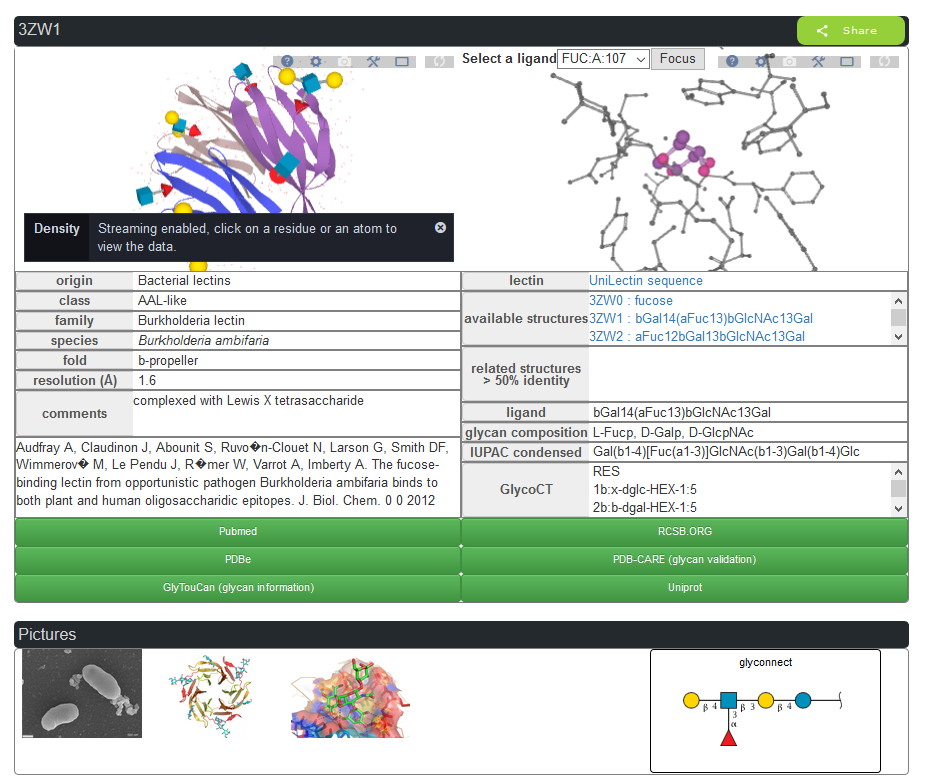 3ZW1
Share
Select a ligand FUC:A:107 Focus
Density Streaming enabled, click on a residue or an atom to
view the data.
origin Bacterial lectins
class AAL-like
family Burkholderia lectin
species Burkholderia ambifaria
fold b-propeller
resolution (Å) 1.6
comments complexed with Lewis X tetrasaccharide
Audfray A, Claudinon J, Abounit S, Ruvo�n-Clouet N, Larson G, Smith DF,
Wimmerov� M, Le Pendu J, R�mer W, Varrot A, Imberty A. The fucose-
binding lectin from opportunistic pathogen Burkholderia ambifaria binds to
both plant and human oligosaccharidic epitopes. J. Biol. Chem. 0 0 2012
lectin UniLectin sequence
available structures
3ZW0 : fucose
3ZW1 : bGal14(aFuc13)bGlcNAc13Gal
3ZW2 : aFuc12bGal13bGlcNAc13Gal
related structures
> 50% identity
ligand bGal14(aFuc13)bGlcNAc13Gal
glycan composition L-Fucp, D-Galp, D-GlcpNAc
IUPAC condensed Gal(b1-4)[Fuc(a1-3)]GlcNAc(b1-3)Gal(b1-4)Glc
GlycoCT
RES
1b:x-dglc-HEX-1:5
2b:b-dgal-HEX-1:5
Pubmed
RCSB.ORG
PDBe
PDB-CARE (glycan validation)
GlyTouCan (glycan information)
Uniprot
Pictures
glyconnect
β 4 β 3 β 4
3
α